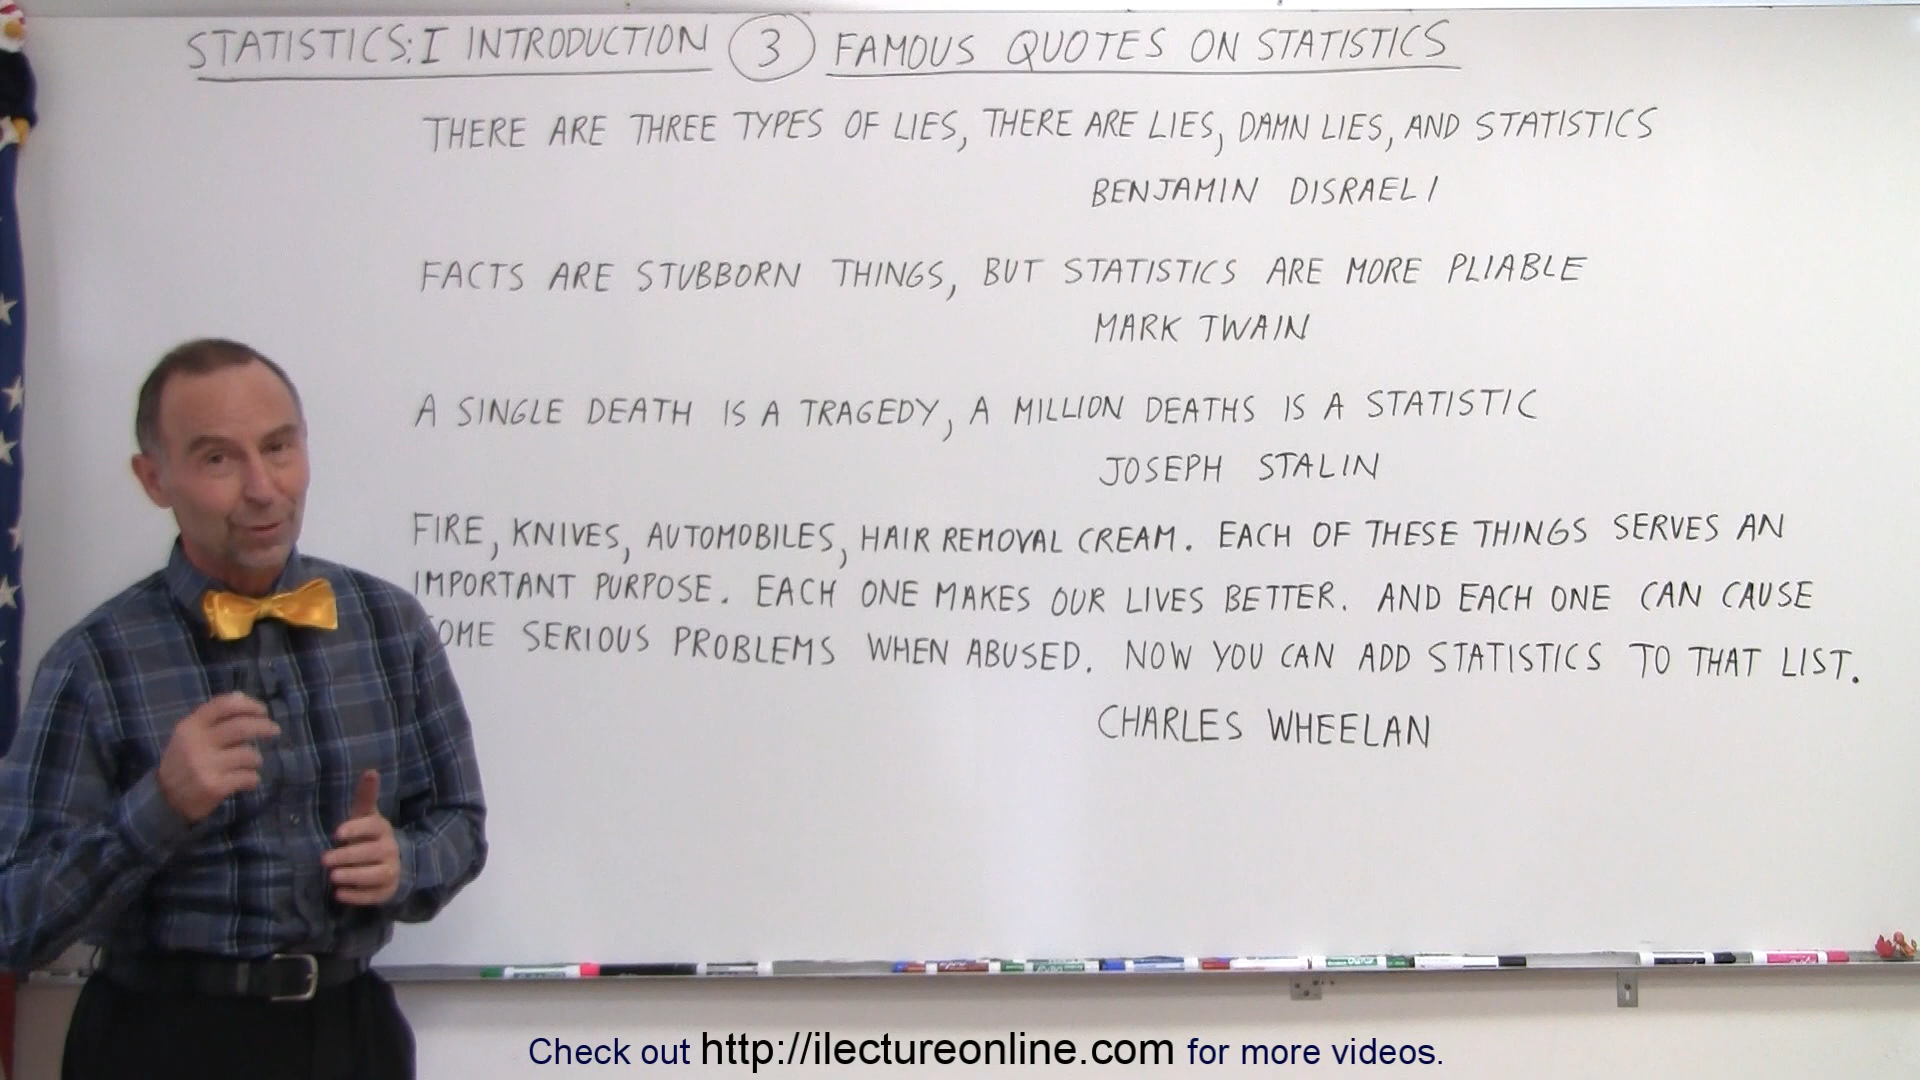 STATISTICS: I INTRODUCTION 3 FAMOUS QUOTES ON STATISTICS
THERE ARE THREE TYPES OF LIES, THERE ARE LIES, DAMN LIES, AND STATISTICS
BENJAMIN DISRAELI
FACTS ARE STUBBORN THINGS, BUT STATISTICS ARE MORE PLIABLE
MARK TWAIN
A SINGLE DEATH IS A TRAGEDY, A MILLION DEATHS IS A STATISTIC
JOSEPH STALIN
FIRE, KNIVES, AUTOMOBILES, HAIR REMOVAL CREAM. EACH OF THESE THINGS SERVES AN
IMPORTANT PURPOSE. EACH ONE MAKES OUR LIVES BETTER. AND EACH ONE CAN CAUSE
SOME SERIOUS PROBLEMS WHEN ABUSED. NOW YOU CAN ADD STATISTICS TO THAT LIST.
CHARLES WHEELAN
Check out http://ilectureonline.com for more videos.